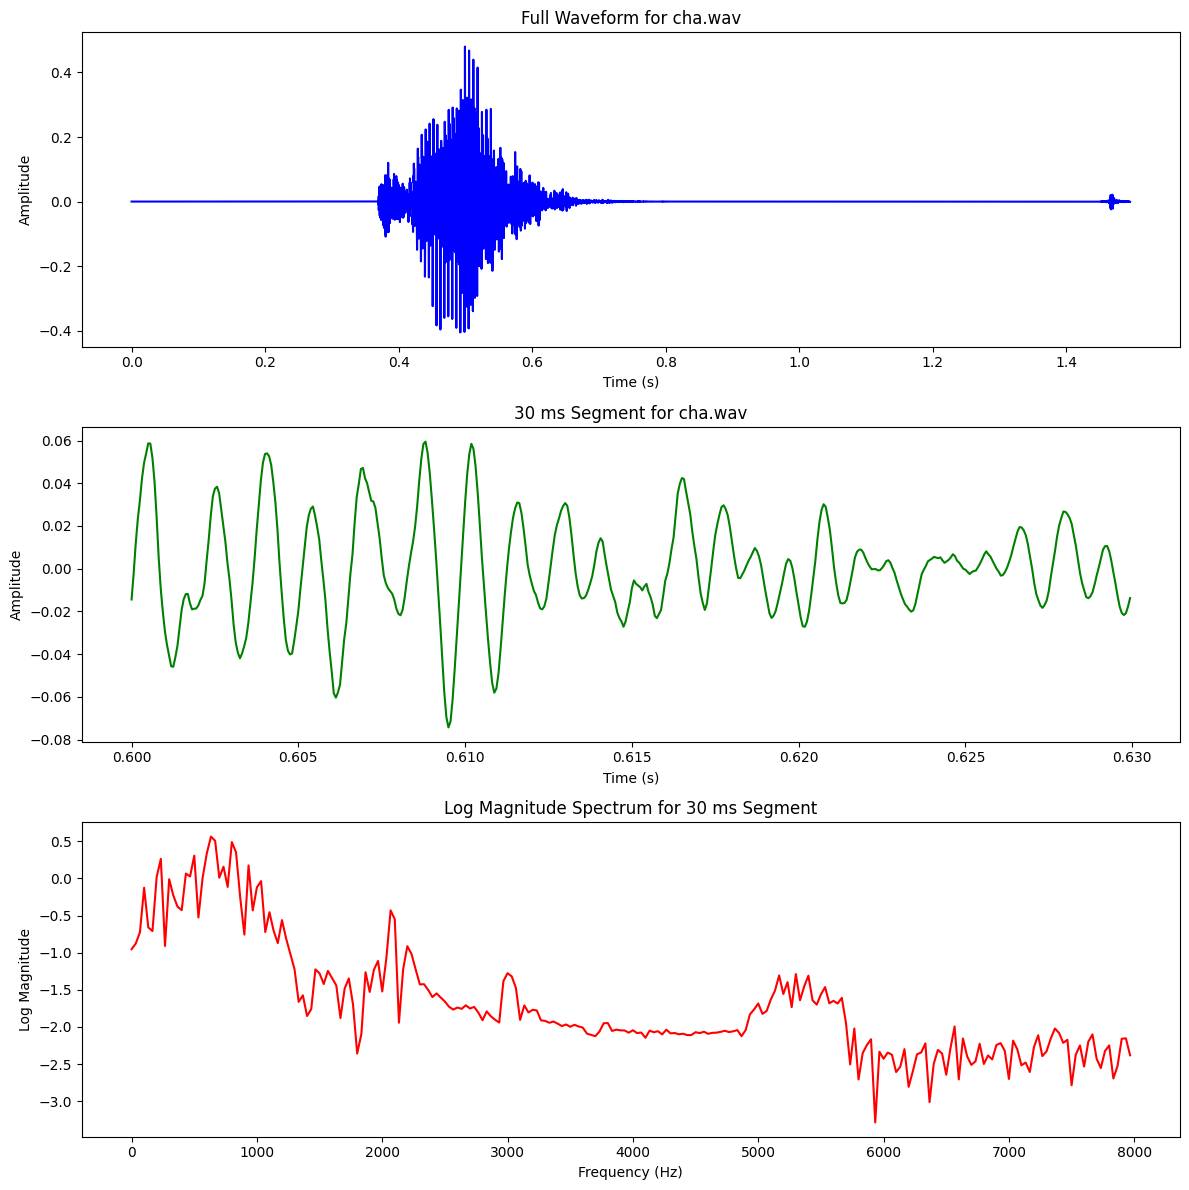 Full Waveform for cha.wav
Amplitude
0.4
0.2
0.0
−0.2
−0.4
0.0 0.2 0.4 0.6 0.8 1.0 1.2 1.4
Time (s)
30 ms Segment for cha.wav
Amplitude
0.06
0.04
0.02
0.00
−0.02
−0.04
−0.06
−0.08
0.600 0.605 0.610 0.615 0.620 0.625 0.630
Time (s)
Log Magnitude Spectrum for 30 ms Segment
Log Magnitude
0.5
0.0
−0.5
−1.0
−1.5
−2.0
−2.5
−3.0
0 1000 2000 3000 4000 5000 6000 7000 8000
Frequency (Hz)